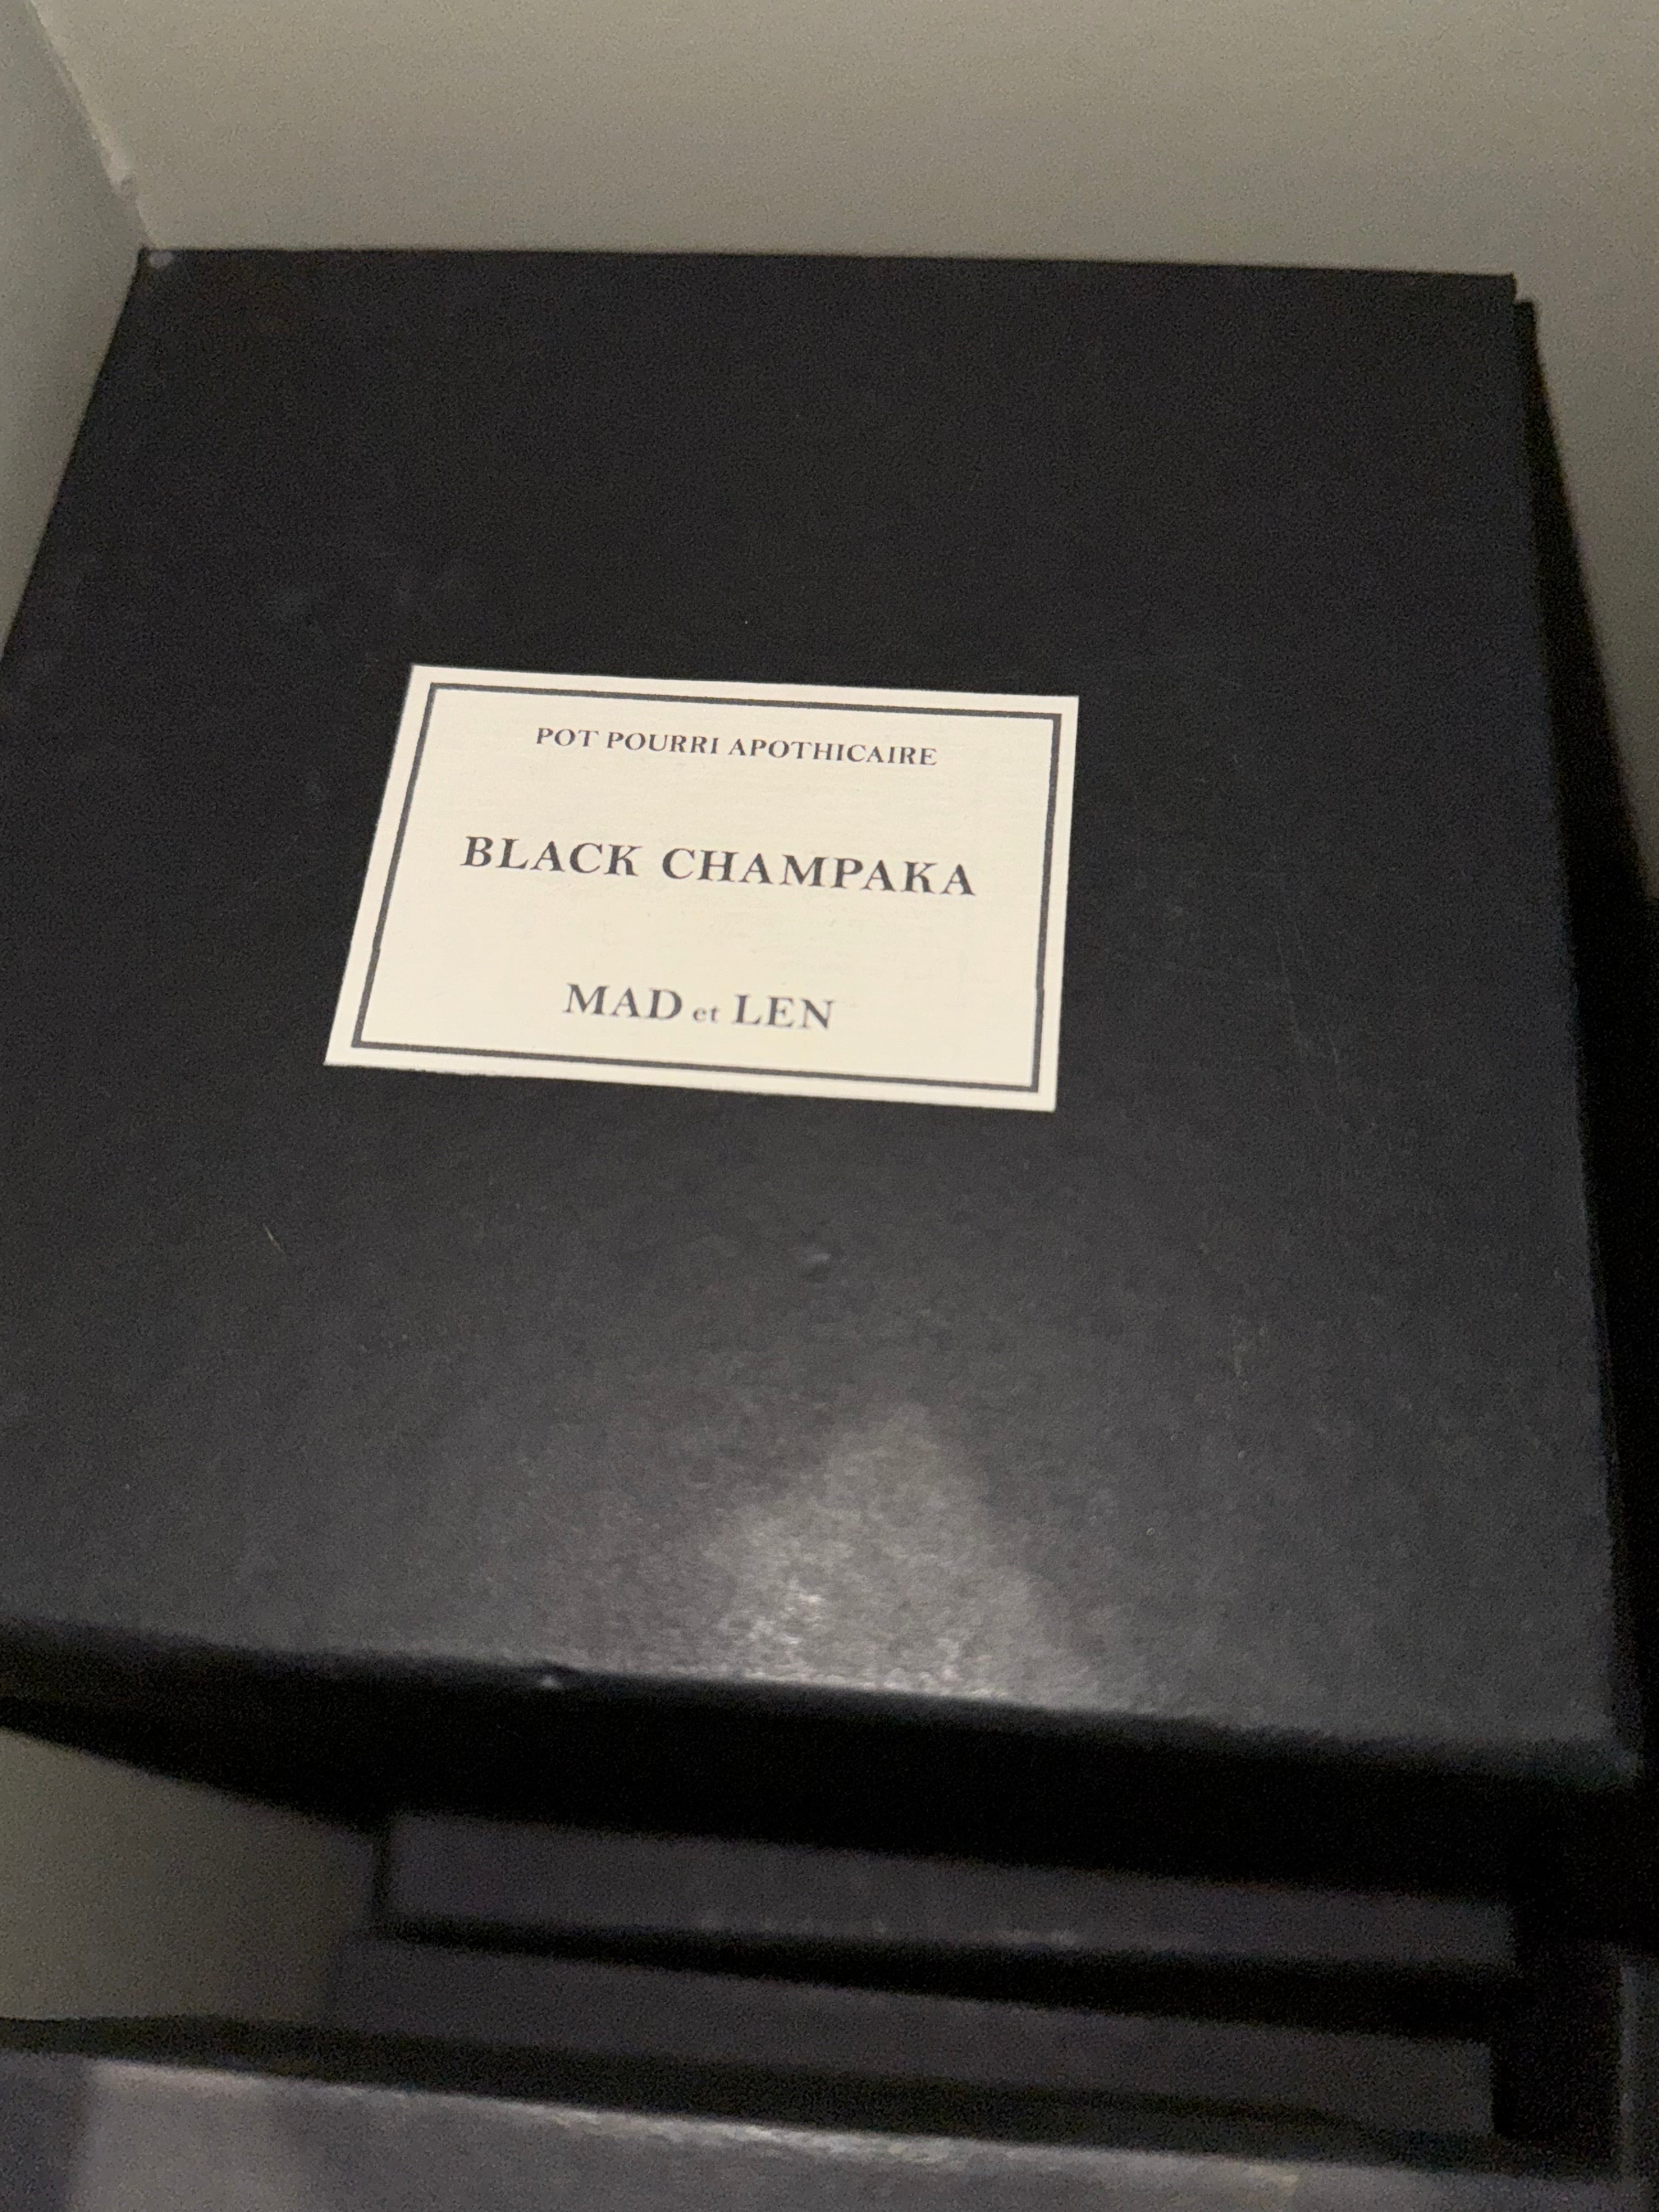 POT POURRI APOTHICAIRE
BLACK CHAMPAKA
MAD et LEN